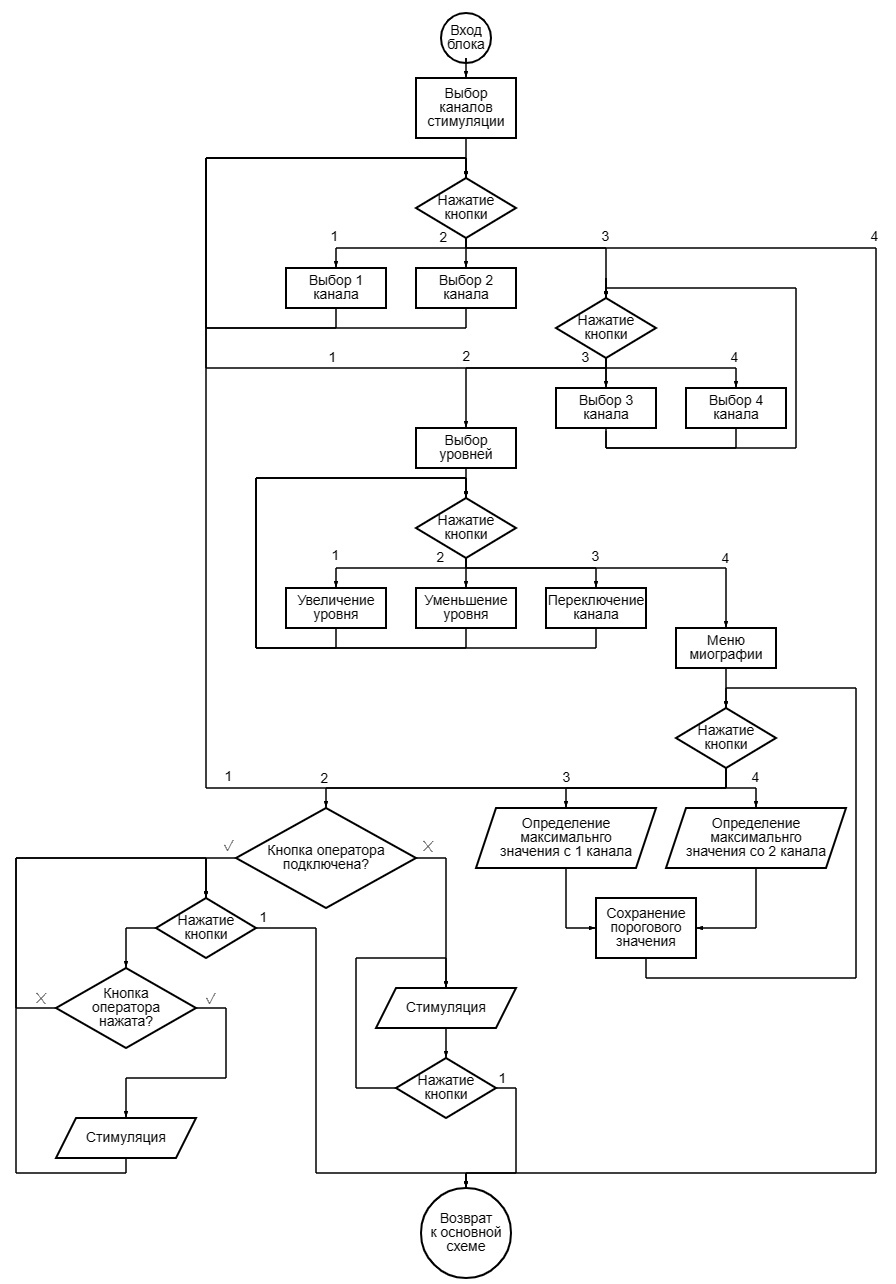 Вход
блока
Выбор
каналов
стимуляции
Нажатие
кнопки
1
2
3
4
Выбор 1
канала
Выбор 2
канала
Нажатие
кнопки
1
2
3
4
Выбор 3
канала
Выбор 4
канала
Выбор
уровней
Нажатие
кнопки
1
2
3
4
Увеличение
уровня
Уменьшение
уровня
Переключение
канала
Меню
миографии
Нажатие
кнопки
1
2
3
4
Кнопка оператора
подключена?
√
X
Определение
максимальнго
значения с 1 канала
Определение
максимальнго
значения со 2 канала
Сохранение
порогового
значения
Нажатие
кнопки
1
Кнопка
оператора
нажата?
X
√
Стимуляция
Нажатие
кнопки
1
Стимуляция
Возврат
к основной
схеме